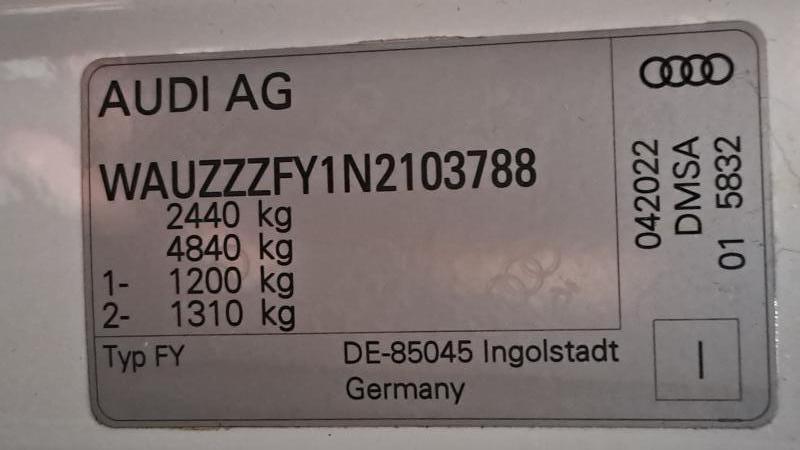 AUDI AG
WAUZZZFY1N2103788
2440 kg
4840 kg
1- 1200 kg
2- 1310 kg
Typ FY
DE-85045 Ingolstadt
Germany
042022
DMSA
01 5832
I